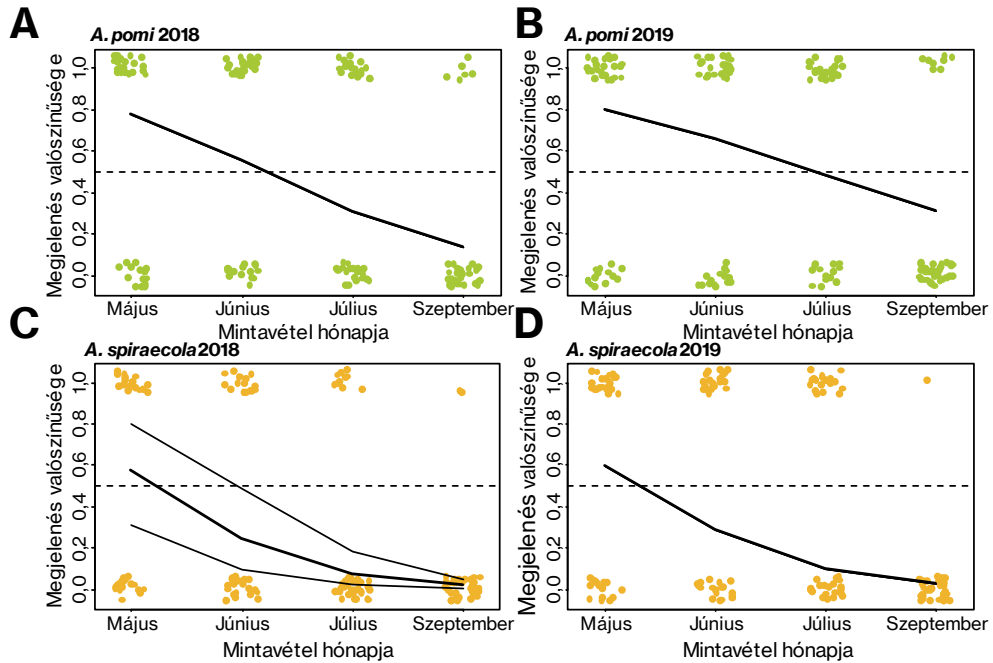 A
A. pomi 2018
Megjelenés valószínűsége
1,0
0,8
0,6
0,4
0,2
0,0
Május Június Július Szeptember
Mintavétel hónapja
B
A. pomi 2019
Megjelenés valószínűsége
1,0
0,8
0,6
0,4
0,2
0,0
Május Június Július Szeptember
Mintavétel hónapja
C
A. spiraecola 2018
Megjelenés valószínűsége
1,0
0,8
0,6
0,4
0,2
0,0
Május Június Július Szeptember
Mintavétel hónapja
D
A. spiraecola 2019
Megjelenés valószínűsége
1,0
0,8
0,6
0,4
0,2
0,0
Május Június Július Szeptember
Mintavétel hónapja